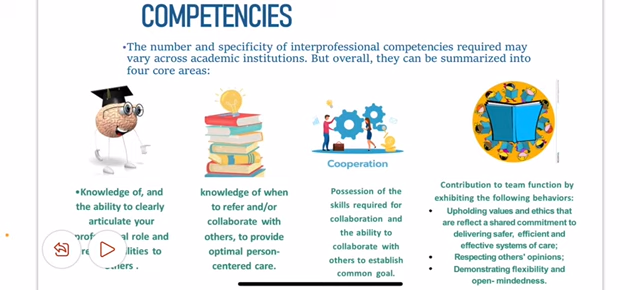 COMPETENCIES
•The number and specificity of interprofessional competencies required may
vary across academic institutions. But overall, they can be summarized into
four core areas:
•Knowledge of, and
the ability to clearly
articulate your
role and
to
others .
knowledge of when
to refer and/or
collaborate with
others, to provide
optimal person-
centered care.
Cooperation
Possession of the
skills required for
collaboration and
the ability to
collaborate with
others to establish
common goal.
Contribution to team function by
exhibiting the following behaviors:
• Upholding values and ethics that
are reflect a shared commitment to
delivering safer, efficient and
effective systems of care;
• Respecting others' opinions;
• Demonstrating flexibility and
open- mindedness.